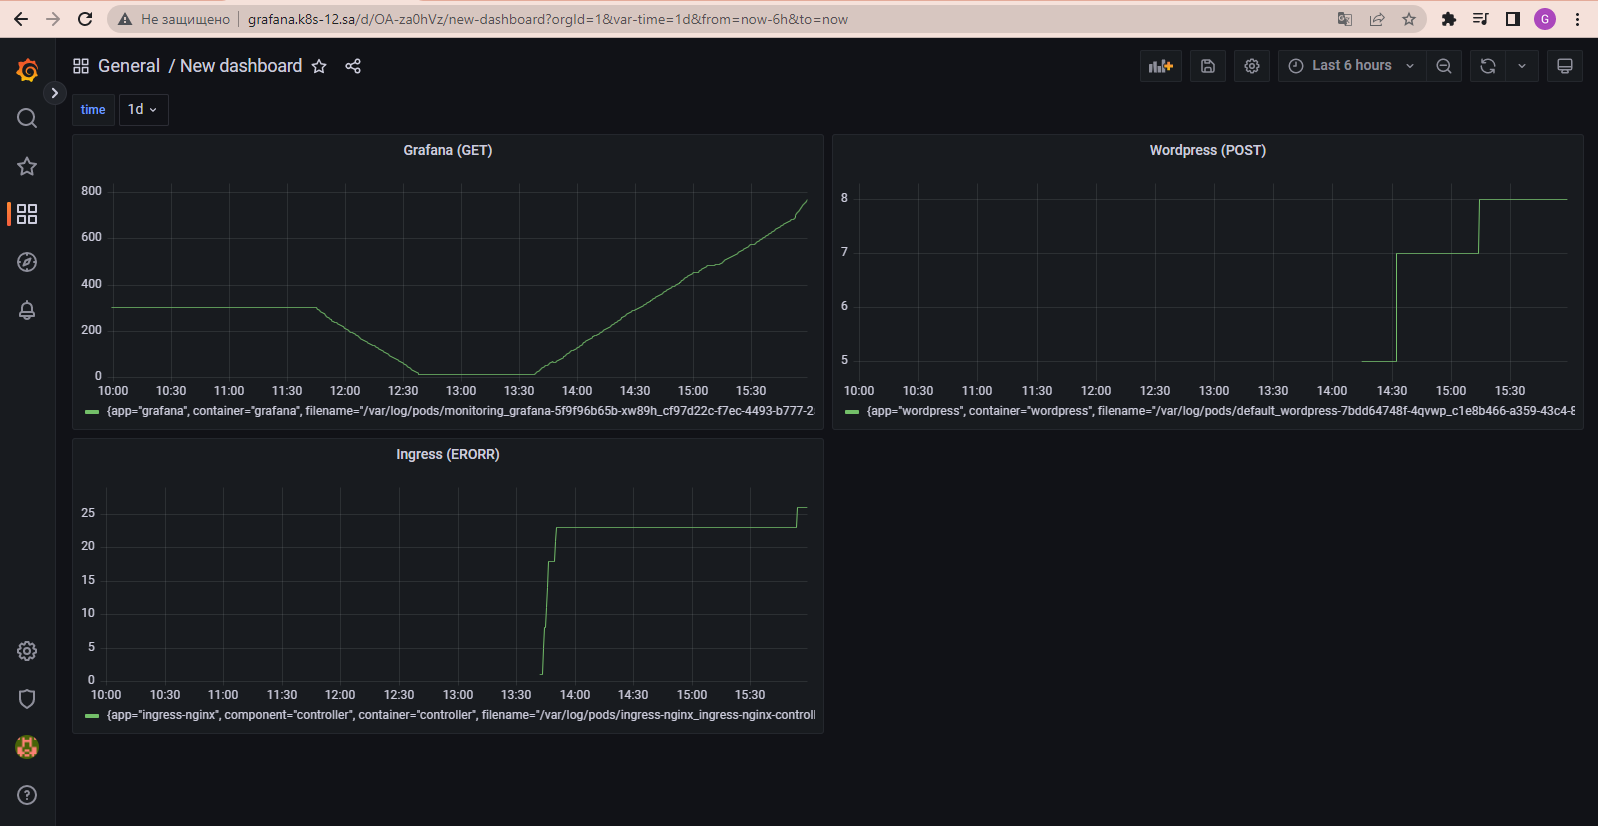 Не защищено grafana.k8s-12.sa/d/OA-za0hVz/new-dashboard?orgId=1&var-time=1d&from=now-6h&to=now
G
General / New dashboard
Last 6 hours
time 1d
Grafana (GET)
800
600
400
200
0
10:00 10:30 11:00 11:30 12:00 12:30 13:00 13:30 14:00 14:30 15:00 15:30
{app="grafana", container="grafana", filename="/var/log/pods/monitoring_grafana-5f9f96b65b-xw89h_cf97d22c-f7ec-4493-b777-2
Wordpress (POST)
8
7
6
5
10:00 10:30 11:00 11:30 12:00 12:30 13:00 13:30 14:00 14:30 15:00 15:30
{app="wordpress", container="wordpress", filename="/var/log/pods/default_wordpress-7bdd64748f-4qvwp_c1e8b466-a359-43c4-8
Ingress (ERORR)
25
20
15
10
5
0
10:00 10:30 11:00 11:30 12:00 12:30 13:00 13:30 14:00 14:30 15:00 15:30
{app="ingress-nginx", component="controller", container="controller", filename="/var/log/pods/ingress-nginx_ingress-nginx-control